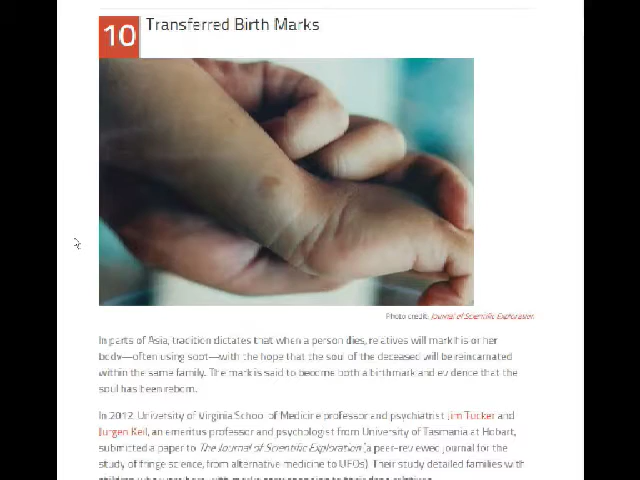 10 Transferred Birth Marks
Photo credit: Journal of Scientific Exploration
In parts of Asia, tradition dictates that when a person dies, relatives will mark his or her
body—often using soot—with the hope that the soul of the deceased will be reincarnated
within the same family. The mark is said to become both a birthmark and evidence that the
soul has been reborn.
In 2012, University of Virginia School of Medicine professor and psychiatrist Jim Tucker and
Jurgen Keil, an emeritus professor and psychologist from University of Tasmania at Hobart,
submitted a paper to The Journal of Scientific Exploration (a peer-reviewed journal for the
study of fringe science, from alternative medicine to UFOs). Their study detailed families with